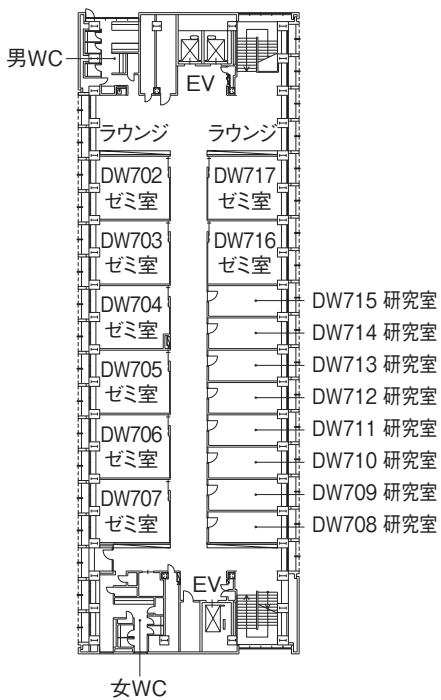 男WC
EV
ラウンジ
ラウンジ
DW702
ゼミ室
DW717
ゼミ室
DW703
ゼミ室
DW716
ゼミ室
DW704
ゼミ室
DW715 研究室
DW714 研究室
DW705
ゼミ室
DW713 研究室
DW712 研究室
DW706
ゼミ室
DW711 研究室
DW710 研究室
DW707
ゼミ室
DW709 研究室
DW708 研究室
EV
女WC